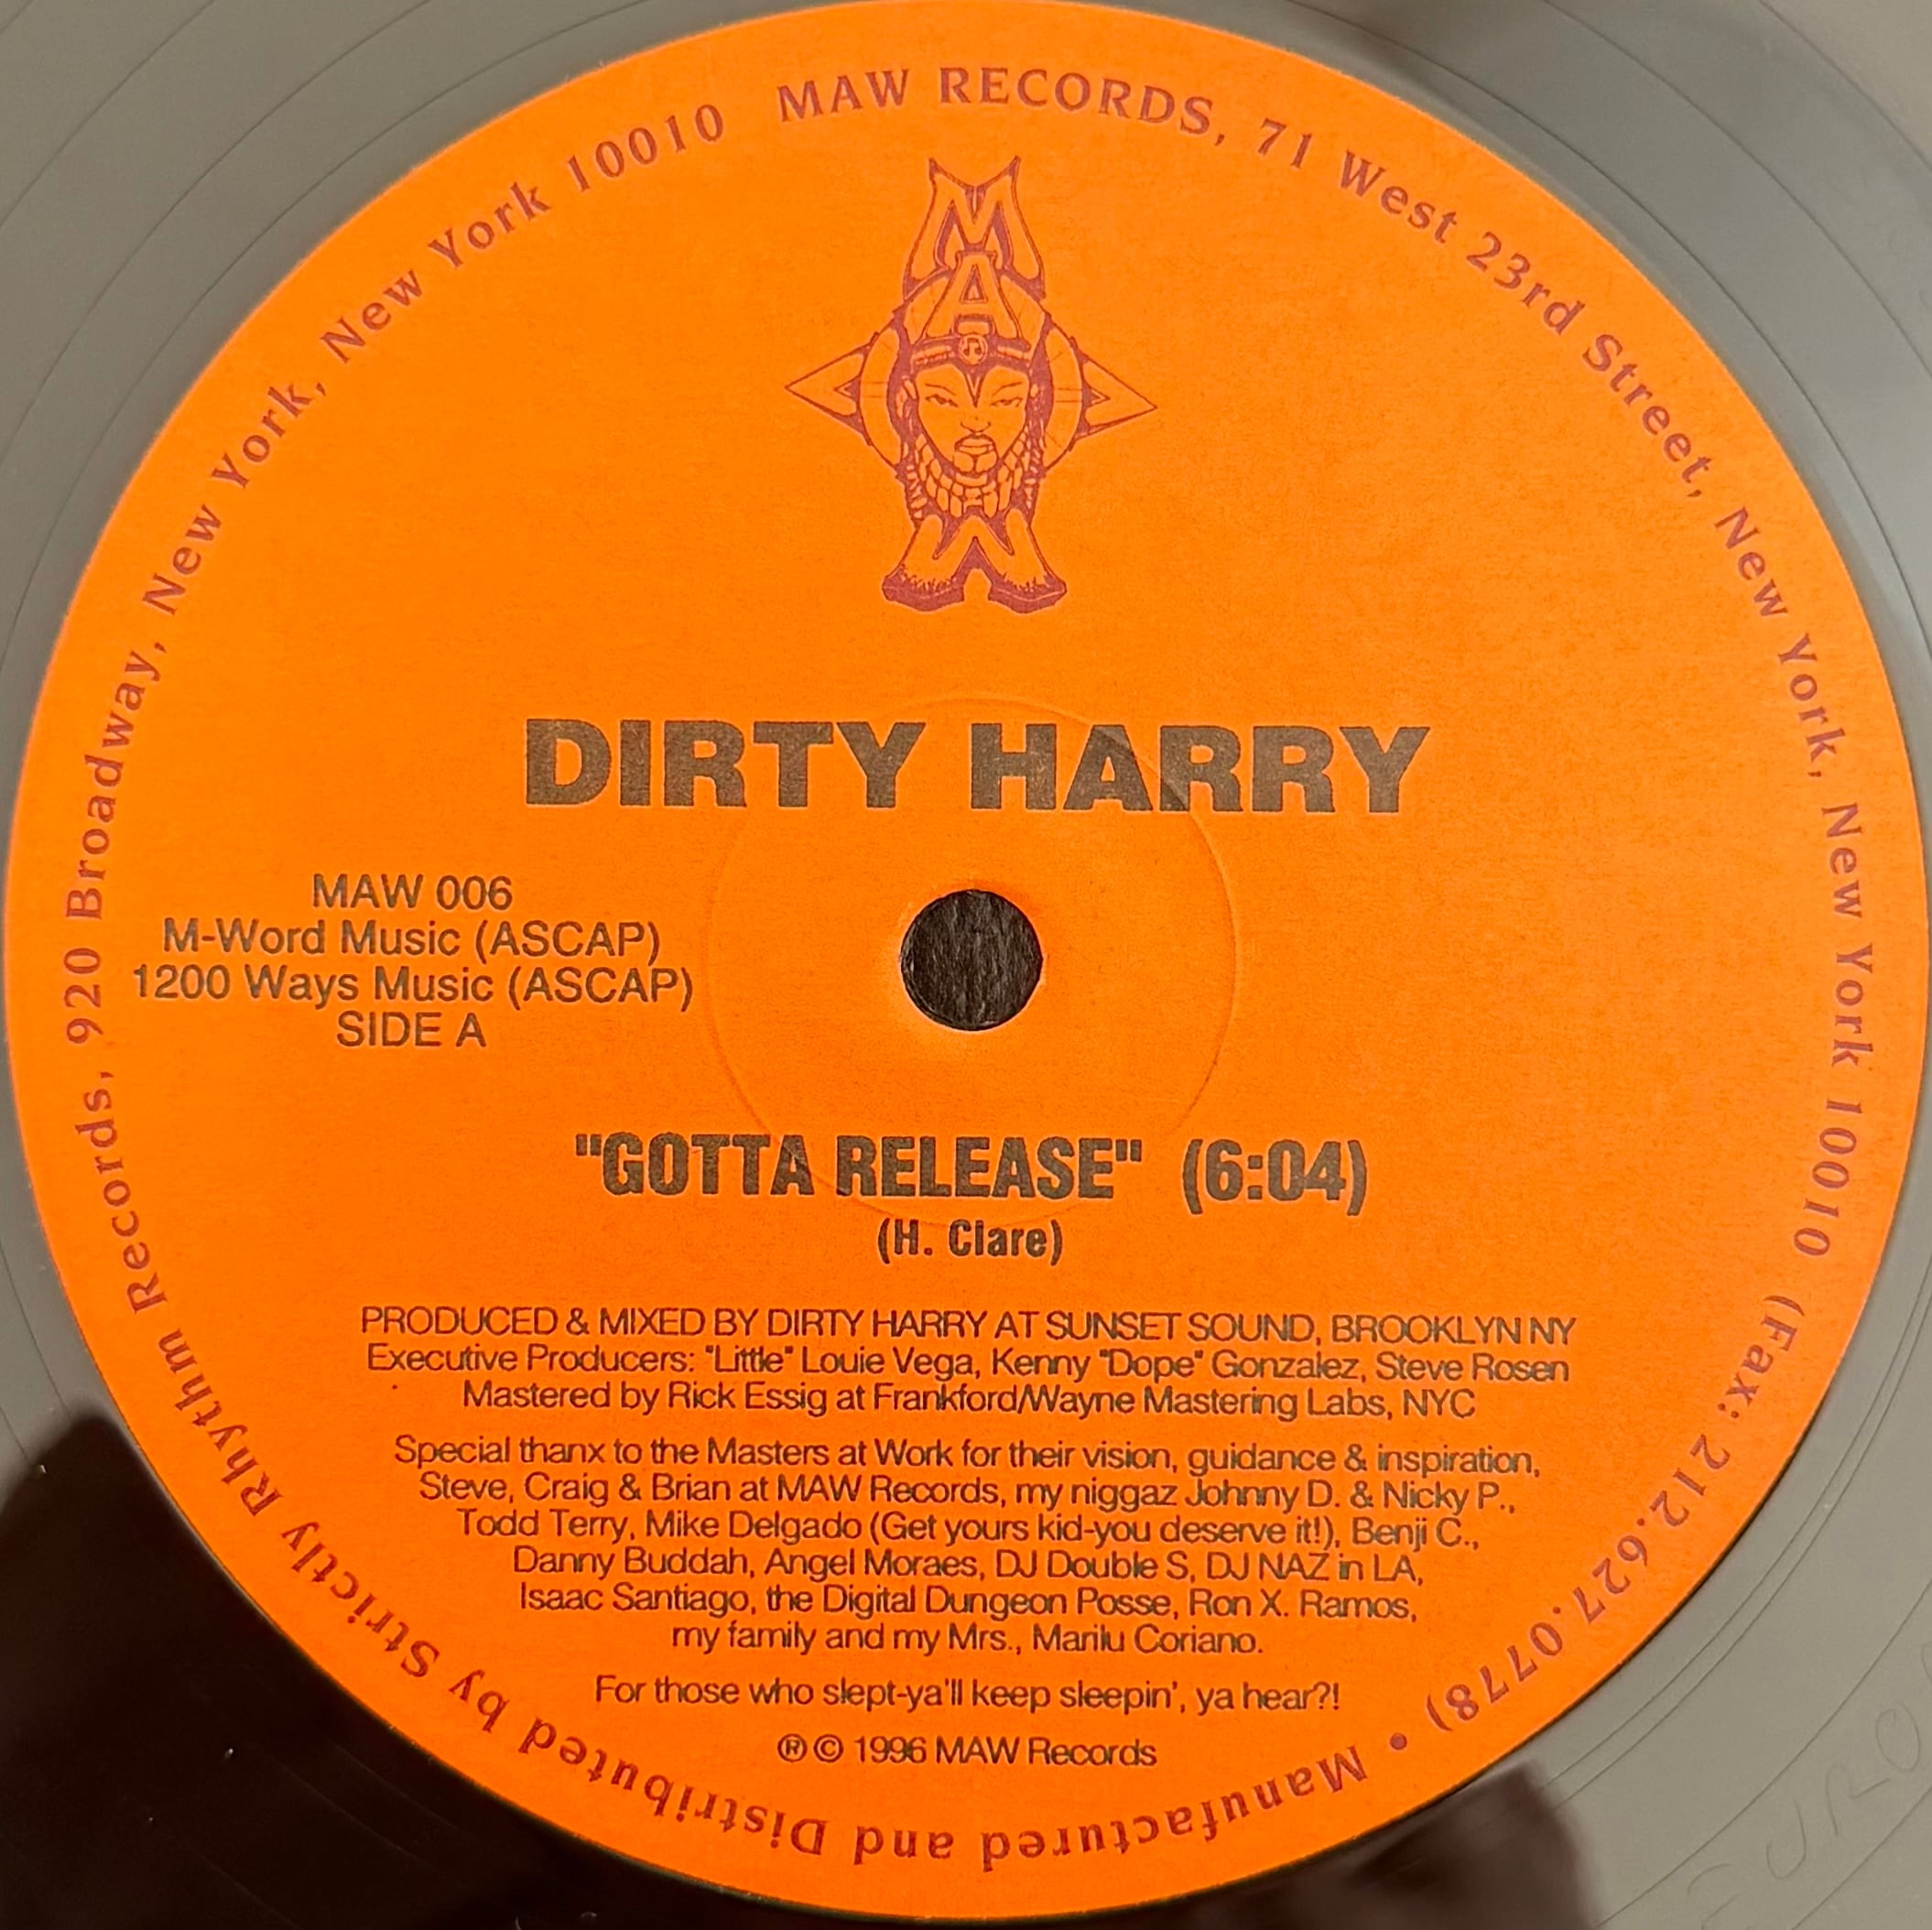 MAW RECORDS, 71 West 23rd Street, New York, New York 10010 (Fax: 212.627.0778) • Manufactured and Distributed by Strictly Rhythm Records, 920 Broadway, New York, New York 10010
MAW
DIRTY HARRY
MAW 006
M-Word Music (ASCAP)
1200 Ways Music (ASCAP)
SIDE A
"GOTTA RELEASE" (6:04)
(H. Clare)
PRODUCED & MIXED BY DIRTY HARRY AT SUNSET SOUND, BROOKLYN NY
Executive Producers: "Little" Louie Vega, Kenny "Dope" Gonzalez, Steve Rosen
Mastered by Rick Essig at Frankford/Wayne Mastering Labs, NYC
Special thanx to the Masters at Work for their vision, guidance & inspiration,
Steve, Craig & Brian at MAW Records, my niggaz Johnny D. & Nicky P.,
Todd Terry, Mike Delgado (Get yours kid-you deserve it!), Benji C.,
Danny Buddah, Angel Moraes, DJ Double S, DJ NAZ in LA,
Isaac Santiago, the Digital Dungeon Posse, Ron X. Ramos,
my family and my Mrs., Marilu Coriano.
For those who slept-ya'll keep sleepin', ya hear?!
® © 1996 MAW Records